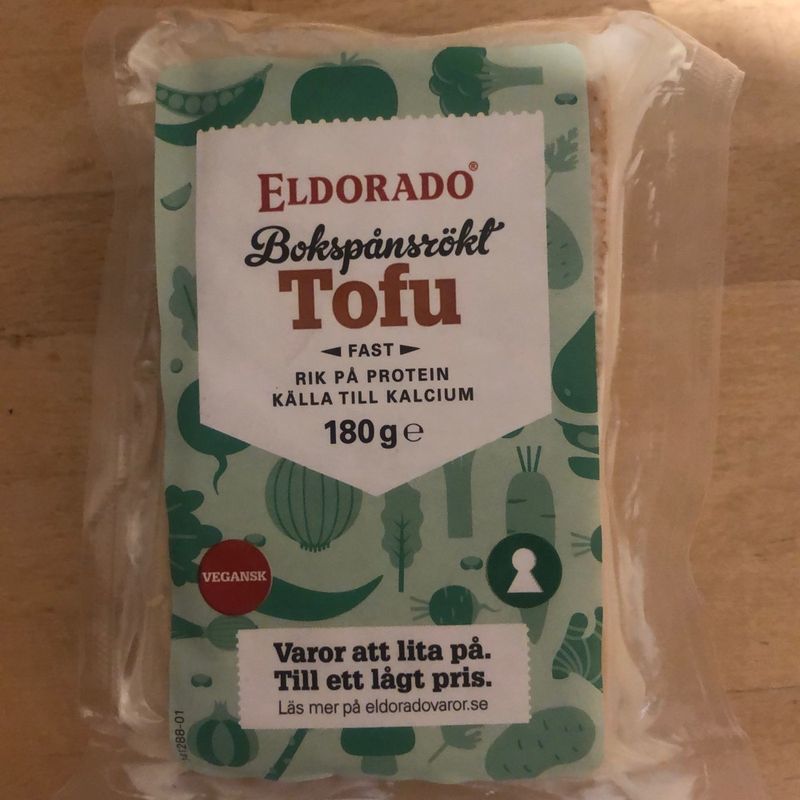 ELDORADO®
Bokspånsrökt
Tofu
FAST
RIK PÅ PROTEIN
KÄLLA TILL KALCIUM
180 g e
VEGANSK
Varor att lita på.
Till ett lågt pris.
Läs mer på eldoradovaror.se